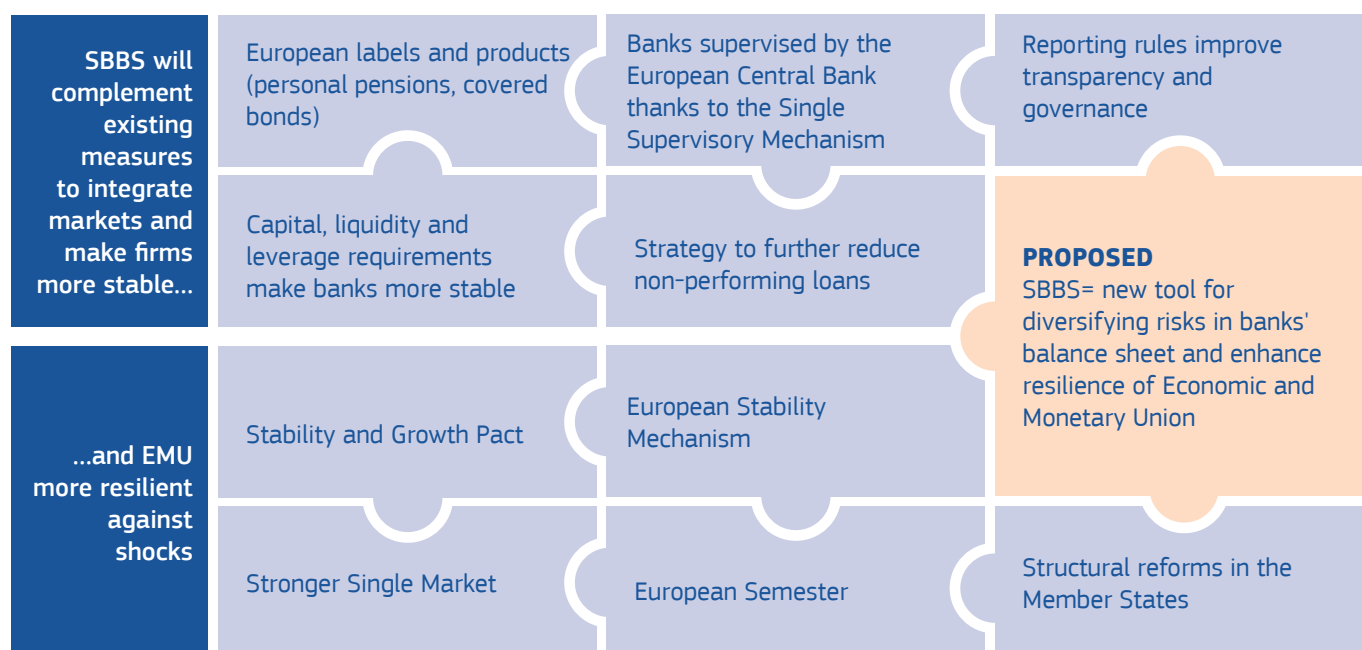 SBBS will
complement
existing
measures
to integrate
markets and
make firms
more stable...
European labels and products
(personal pensions, covered
bonds)
Banks supervised by the
European Central Bank
thanks to the Single
Supervisory Mechanism
Reporting rules improve
transparency and
governance
Capital, liquidity and
leverage requirements
make banks more stable
Strategy to further reduce
non-performing loans
PROPOSED
SBBS= new tool for
diversifying risks in banks'
balance sheet and enhance
resilience of Economic and
Monetary Union
...and EMU
more resilient
against
shocks
Stability and Growth Pact
European Stability
Mechanism
Stronger Single Market
European Semester
Structural reforms in the
Member States